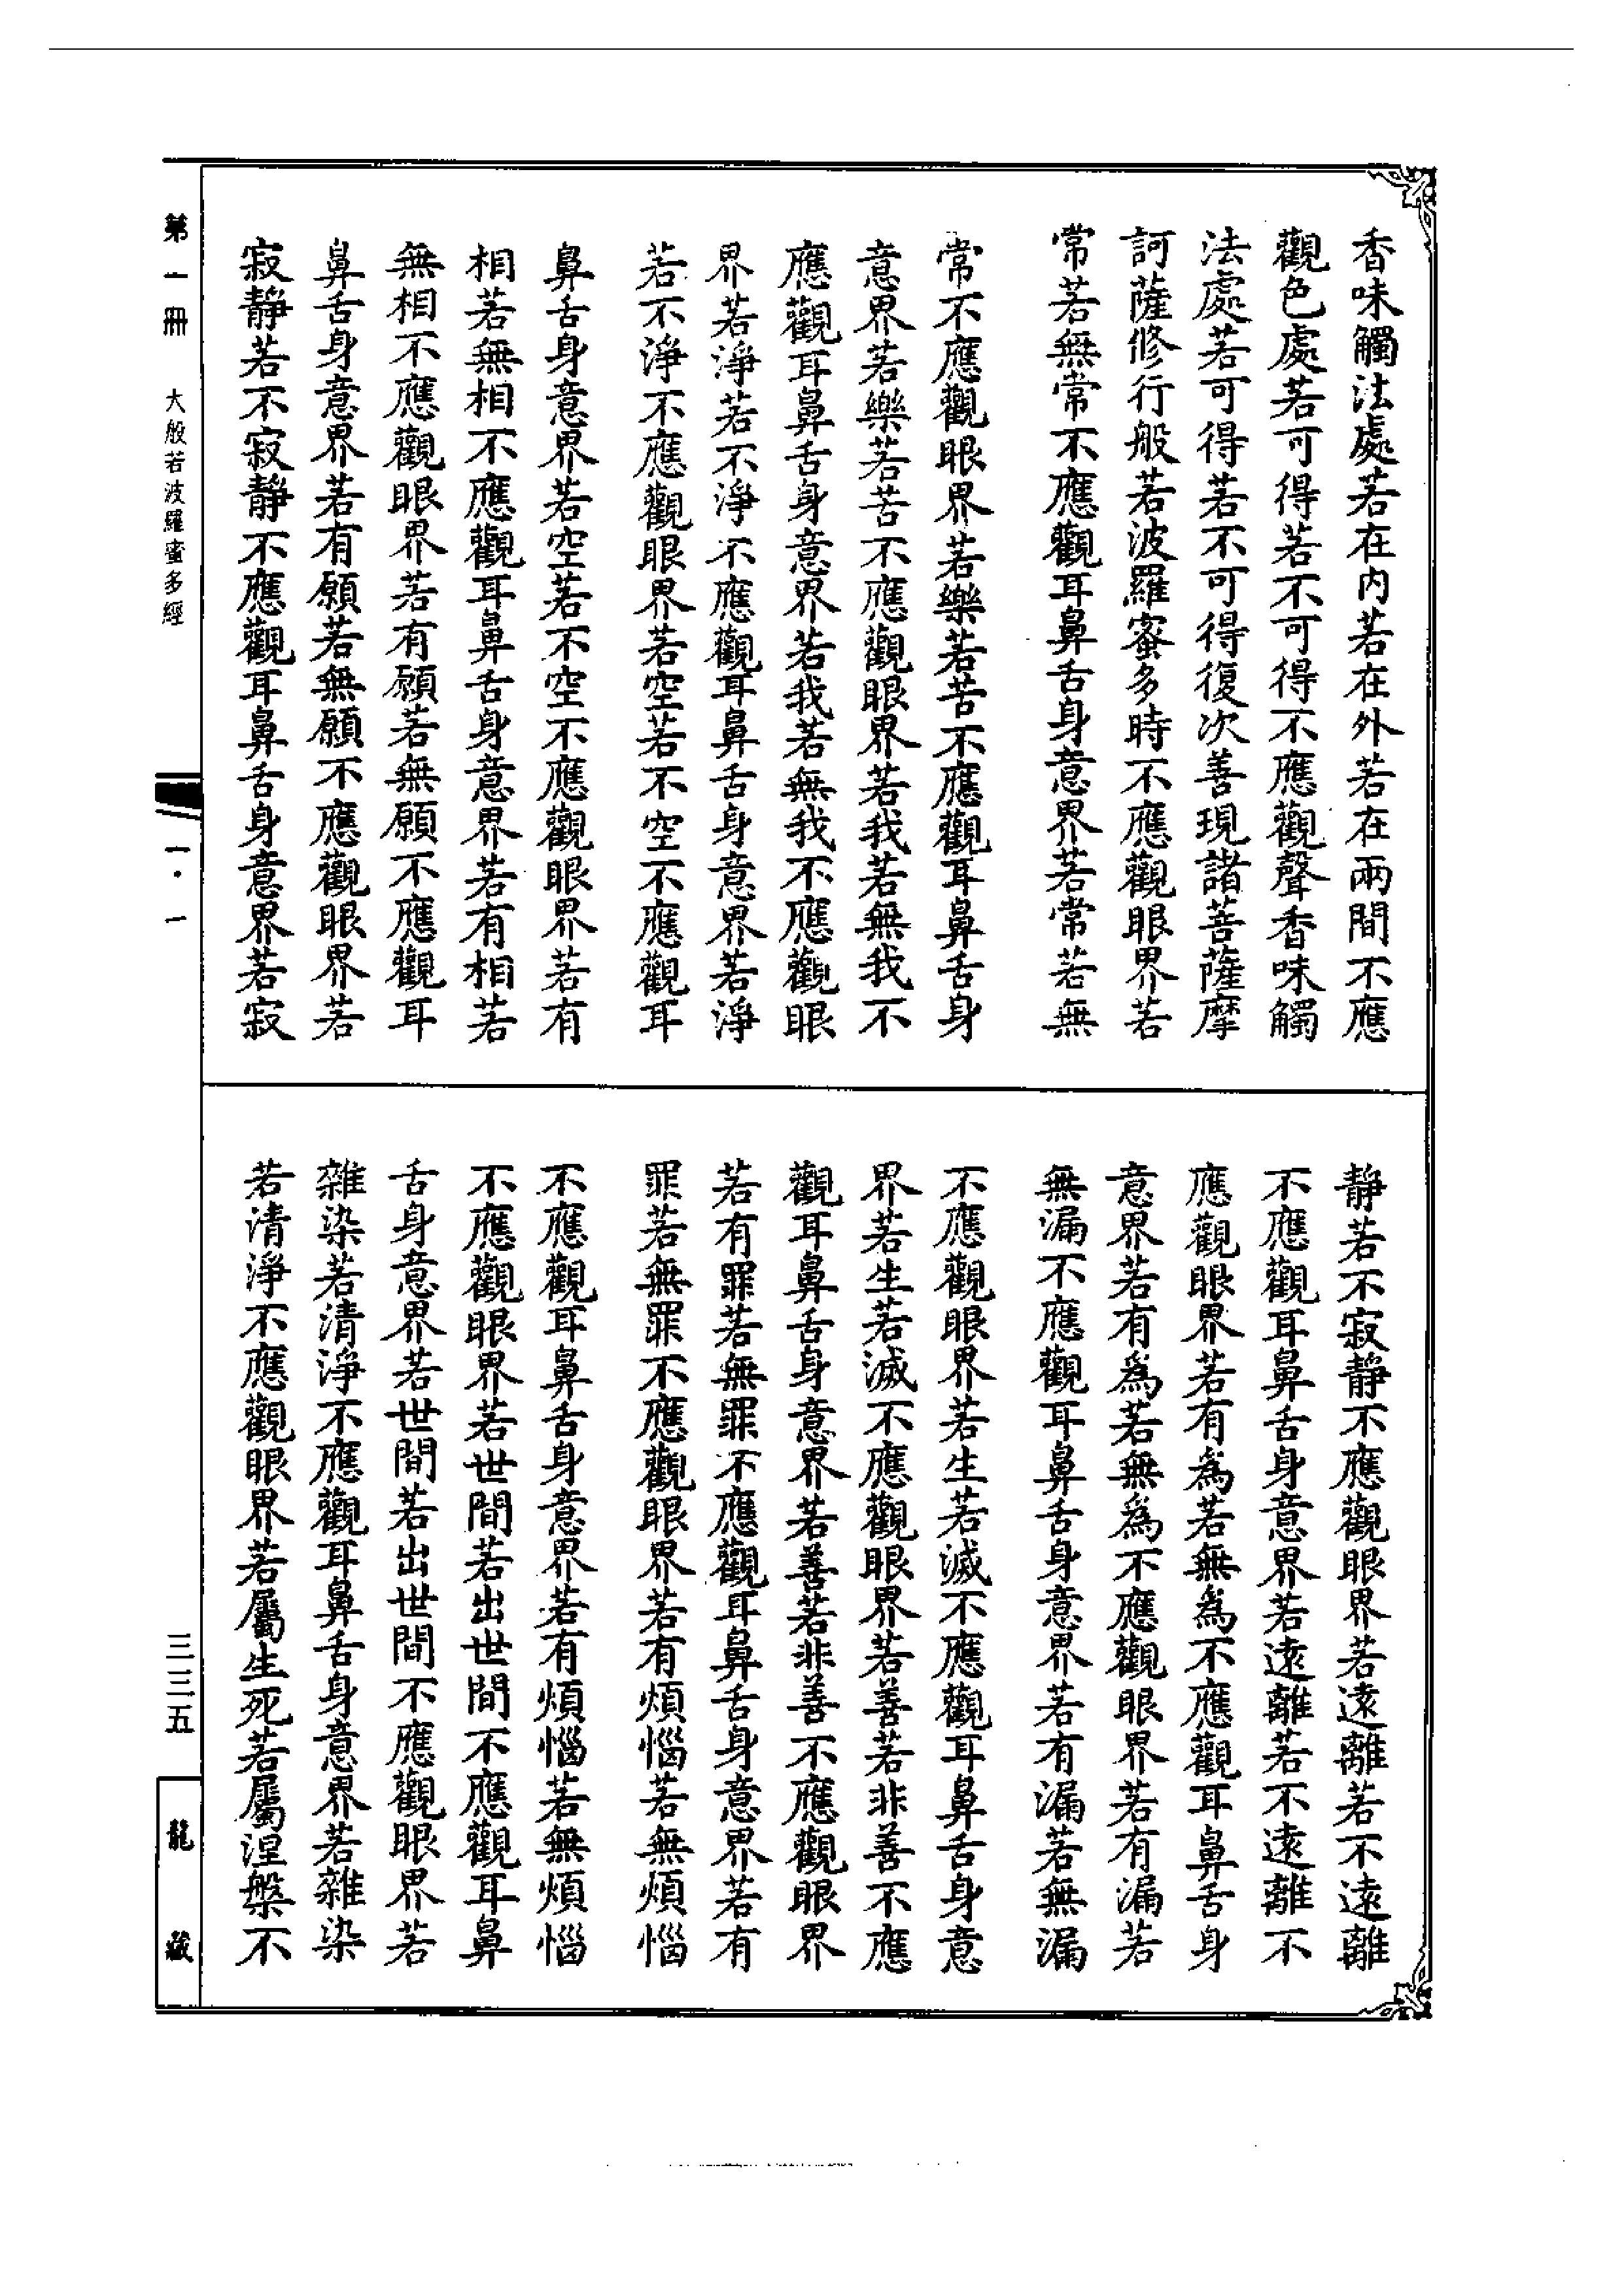 香味觸法處若在内若在外若在兩間不應
觀色處若可得若不可得不應觀聲香味觸
法處若可得若不可得復次善現諸菩薩摩
訶薩修行般若波羅蜜多時不應觀眼界若
常若無常不應觀耳鼻舌身意界若常若無
常不應觀眼界若樂若苦不應觀耳鼻舌身
意界若樂若苦不應觀眼界若我若無我不
應觀耳鼻舌身意界若我若無我不應觀眼
界若淨若不淨不應觀耳鼻舌身意界若淨
若不淨不應觀眼界若空若不空不應觀耳
鼻舌身意界若空若不空不應觀眼界若有
相若無相不應觀耳鼻舌身意界若有相若
無相不應觀眼界若有願若無願不應觀耳
鼻舌身意界若有願若無願不應觀眼界若
寂靜若不寂靜不應觀耳鼻舌身意界若寂
靜若不寂靜不應觀眼界若遠離若不遠離
不應觀耳鼻舌身意界若遠離若不遠離不
應觀眼界若有爲若無爲不應觀耳鼻舌身
意界若有爲若無爲不應觀眼界若有漏若
無漏不應觀耳鼻舌身意界若有漏若無漏
不應觀眼界若生若滅不應觀耳鼻舌身意
界若生若滅不應觀眼界若善若非善不應
觀耳鼻舌身意界若善若非善不應觀眼界
若有罪若無罪不應觀耳鼻舌身意界若有
罪若無罪不應觀眼界若有煩惱若無煩惱
不應觀耳鼻舌身意界若有煩惱若無煩惱
不應觀眼界若世間若出世間不應觀耳鼻
舌身意界若世間若出世間不應觀眼界若
雜染若清淨不應觀耳鼻舌身意界若雜染
若清淨不應觀眼界若屬生死若屬涅槃不
第一冊 大般若波羅蜜多經
一·一
三三五
龍藏